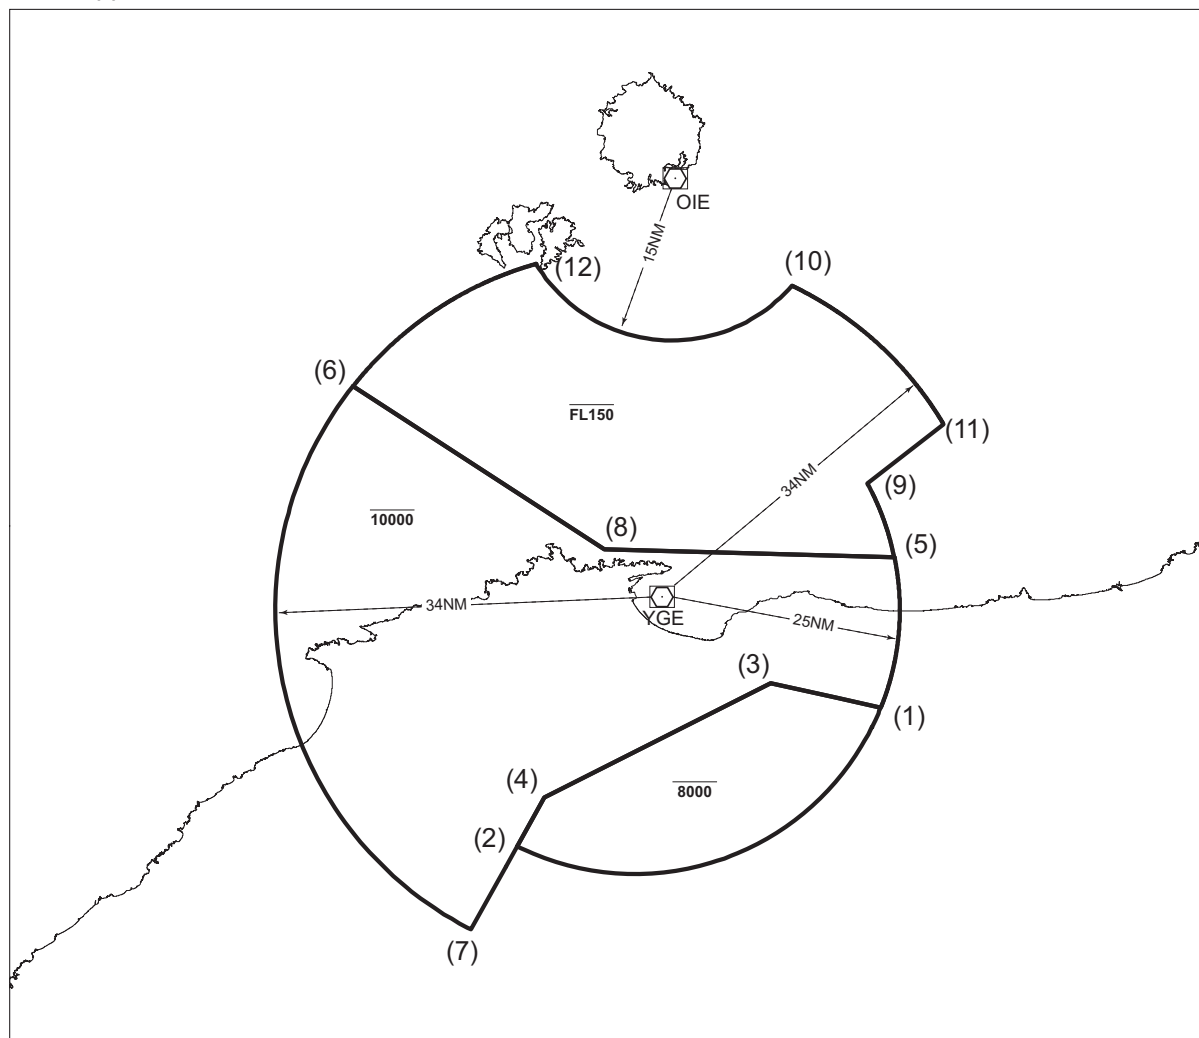 OIE
15NM
(12)
(10)
(6)
FL150
(11)
34NM
(9)
10000
(8)
(5)
34NM
YGE
25NM
(3)
(1)
(4)
8000
(2)
(7)